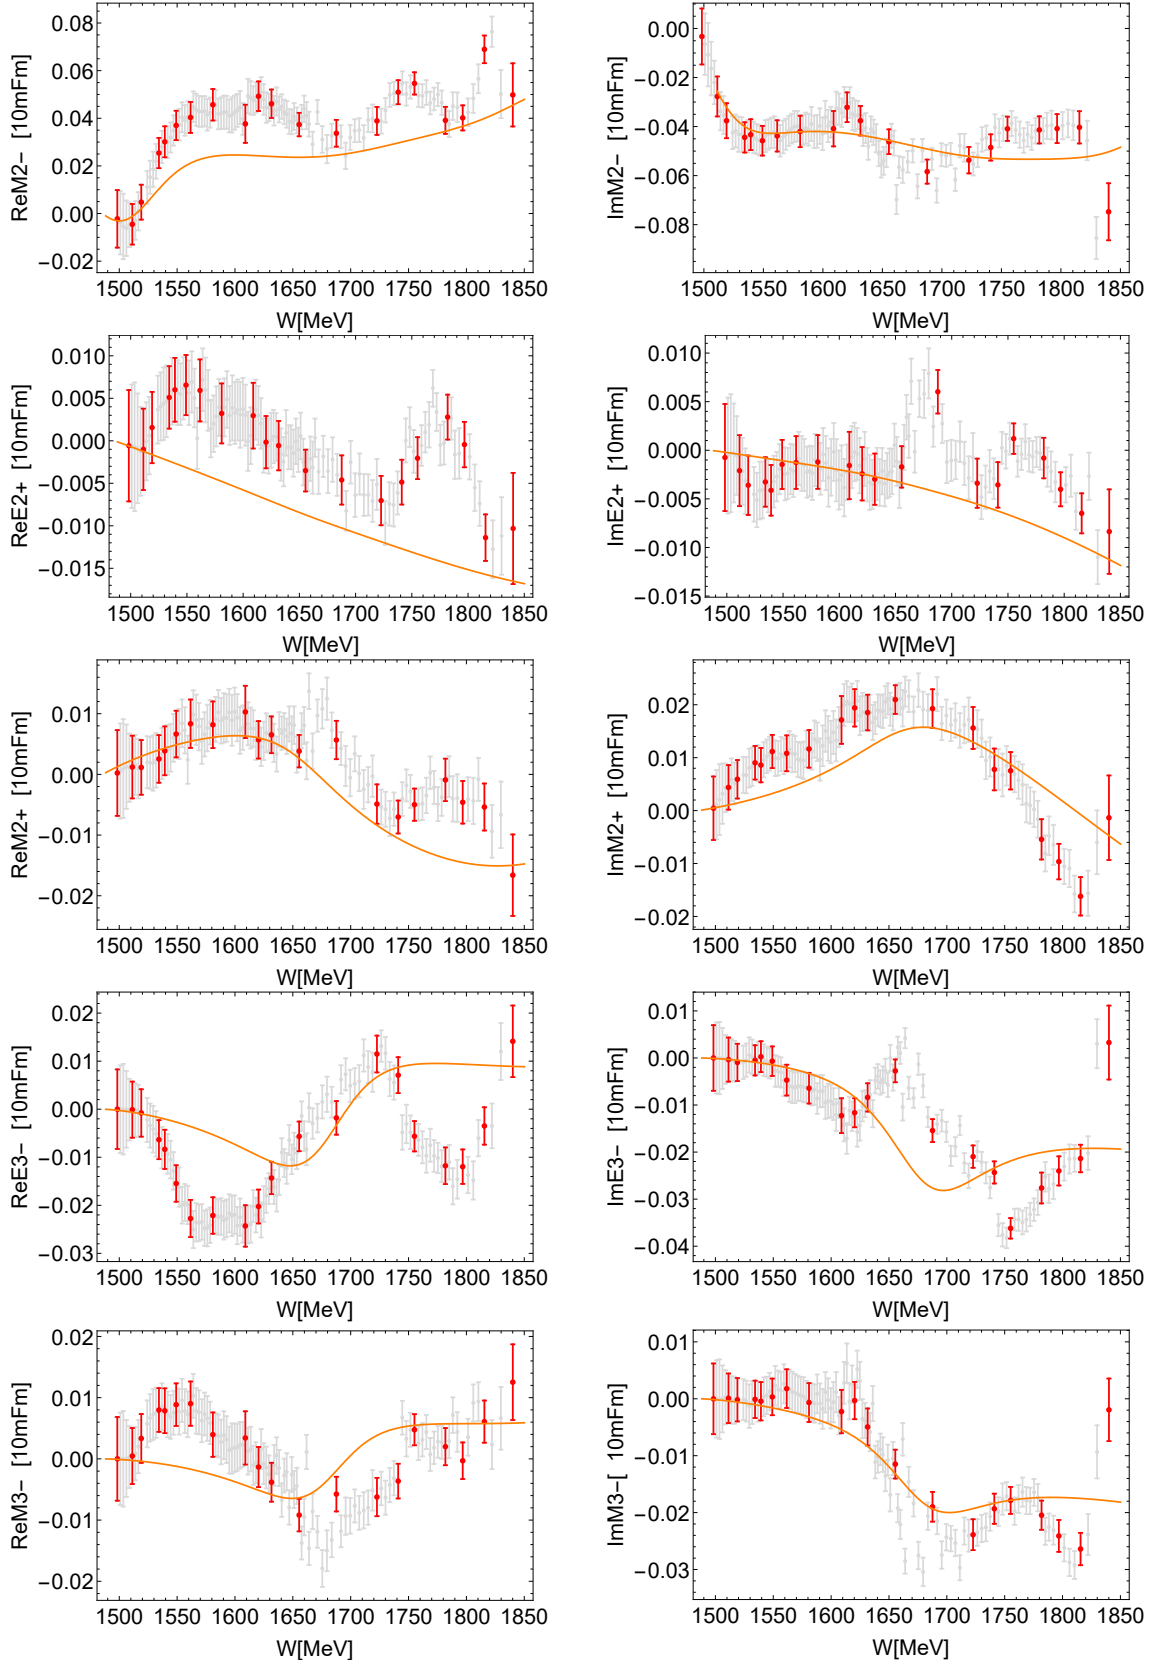 0.08
0.06
0.04
0.02
0.00
−0.02
ReM2− [10mFm]
1500 1550 1600 1650 1700 1750 1800 1850
W[MeV]
0.00
−0.02
−0.04
−0.06
−0.08
ImM2− [10mFm]
1500 1550 1600 1650 1700 1750 1800 1850
W[MeV]
0.010
0.005
0.000
−0.005
−0.010
−0.015
ReE2+ [10mFm]
1500 1550 1600 1650 1700 1750 1800 1850
W[MeV]
0.010
0.005
0.000
−0.005
−0.010
−0.015
ImE2+ [10mFm]
1500 1550 1600 1650 1700 1750 1800 1850
W[MeV]
0.01
0.00
−0.01
−0.02
ReM2+ [10mFm]
1500 1550 1600 1650 1700 1750 1800 1850
W[MeV]
0.02
0.01
0.00
−0.01
−0.02
ImM2+ [10mFm]
1500 1550 1600 1650 1700 1750 1800 1850
W[MeV]
0.02
0.01
0.00
−0.01
−0.02
−0.03
ReE3− [10mFm]
1500 1550 1600 1650 1700 1750 1800 1850
W[MeV]
0.01
0.00
−0.01
−0.02
−0.03
−0.04
ImE3− [10mFm]
1500 1550 1600 1650 1700 1750 1800 1850
W[MeV]
0.02
0.01
0.00
−0.01
−0.02
ReM3− [10mFm]
1500 1550 1600 1650 1700 1750 1800 1850
W[MeV]
0.01
0.00
−0.01
−0.02
−0.03
ImM3−[ 10mFm]
1500 1550 1600 1650 1700 1750 1800 1850
W[MeV]